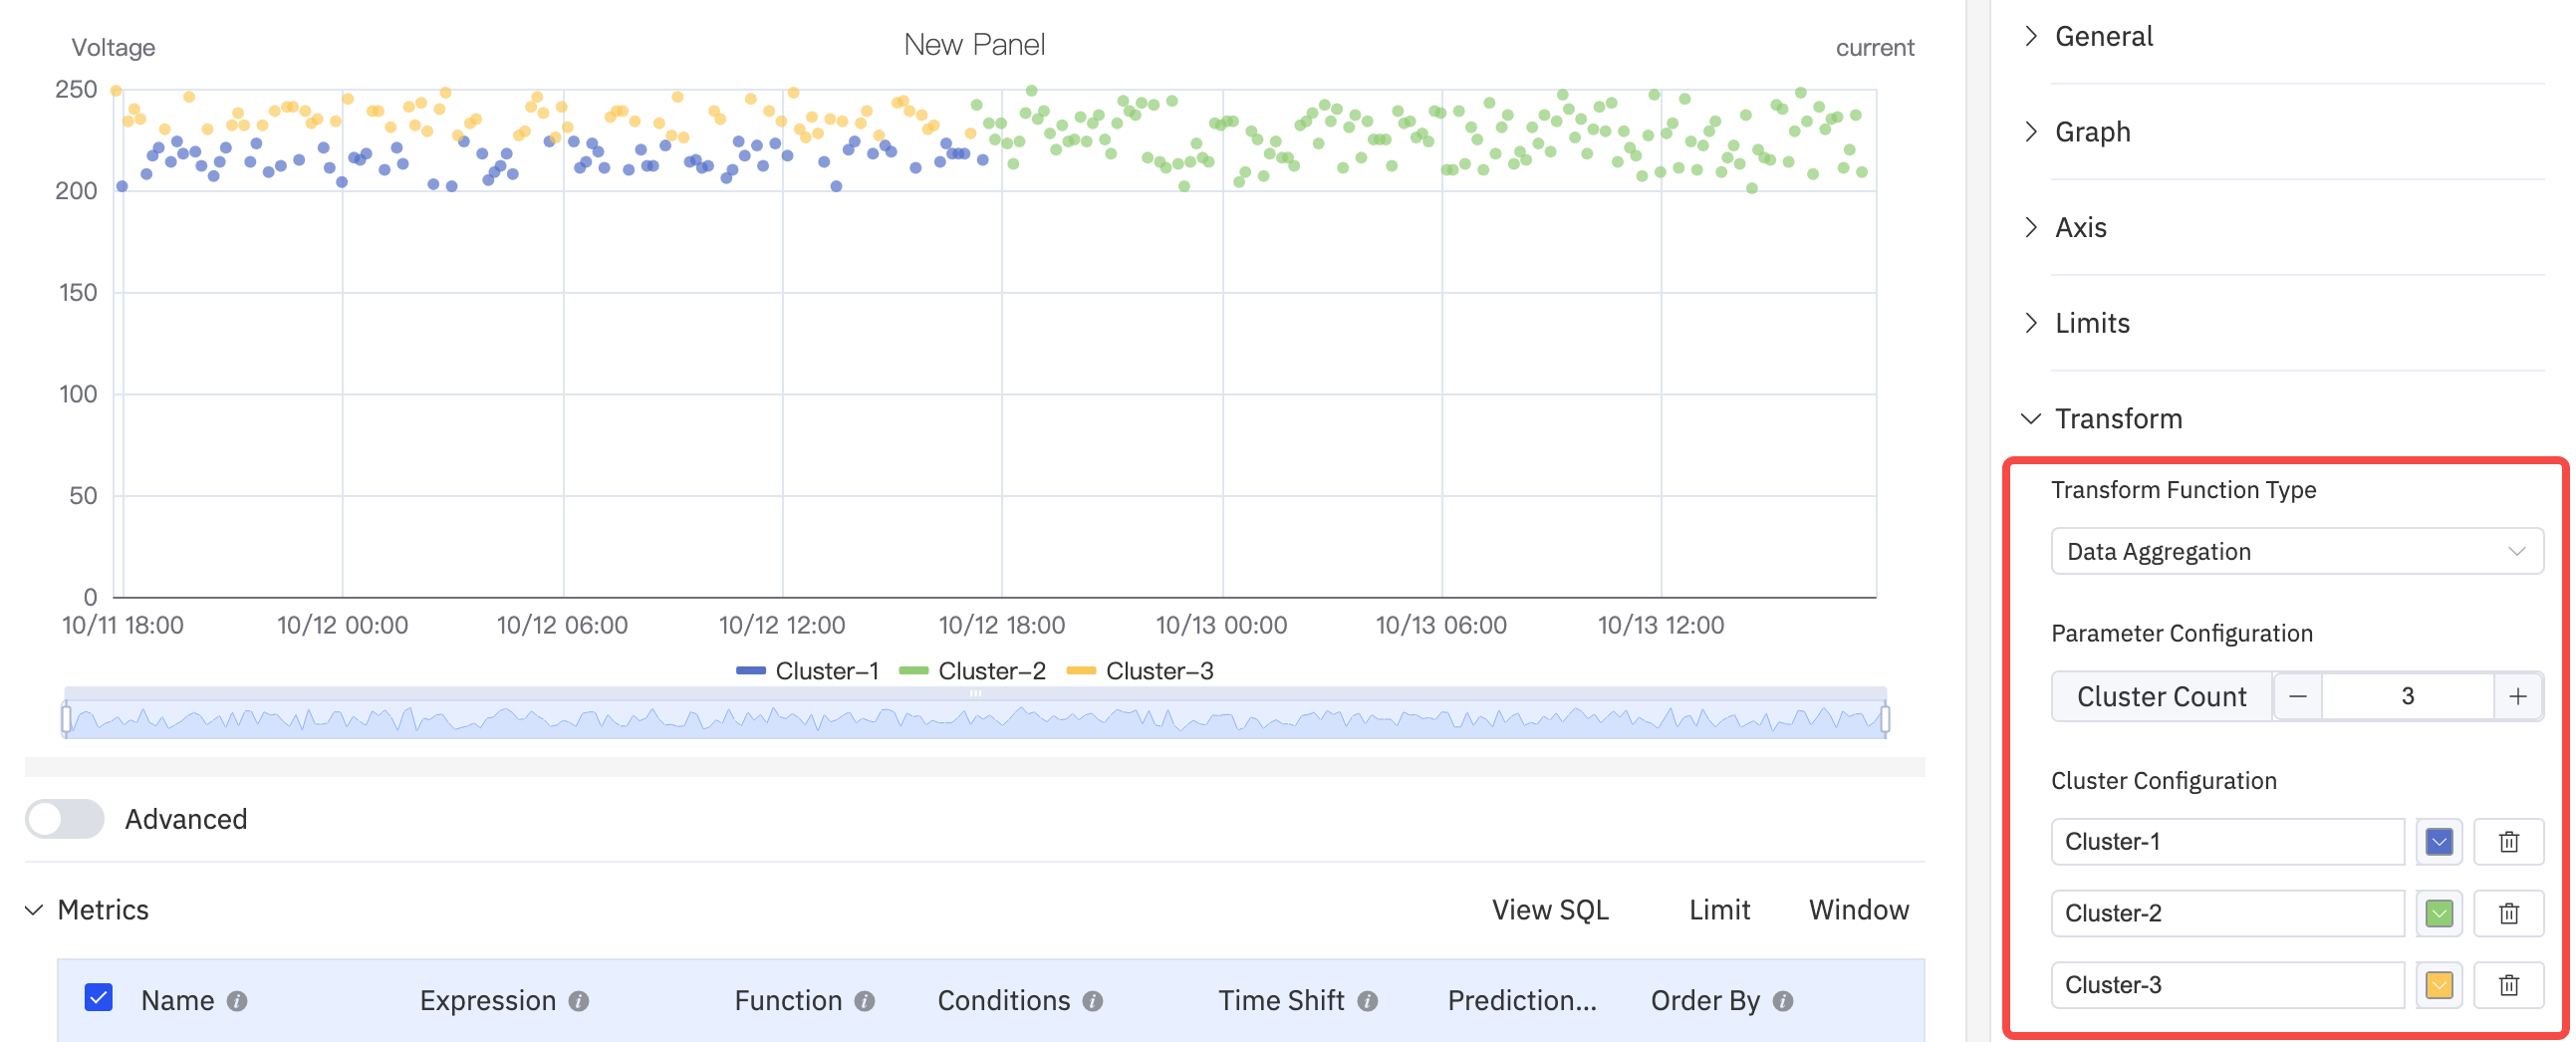 Voltage
New Panel
current
250
200
150
100
50
0
10/11 18:00
10/12 00:00
10/12 06:00
10/12 12:00
10/12 18:00
10/13 00:00
10/13 06:00
10/13 12:00
Cluster-1
Cluster-2
Cluster-3
Advanced
Metrics
View SQL
Limit
Window
Name
Expression
Function
Conditions
Time Shift
Prediction...
Order By
General
Graph
Axis
Limits
Transform
Transform Function Type
Data Aggregation
Parameter Configuration
Cluster Count
3
Cluster Configuration
Cluster-1
Cluster-2
Cluster-3